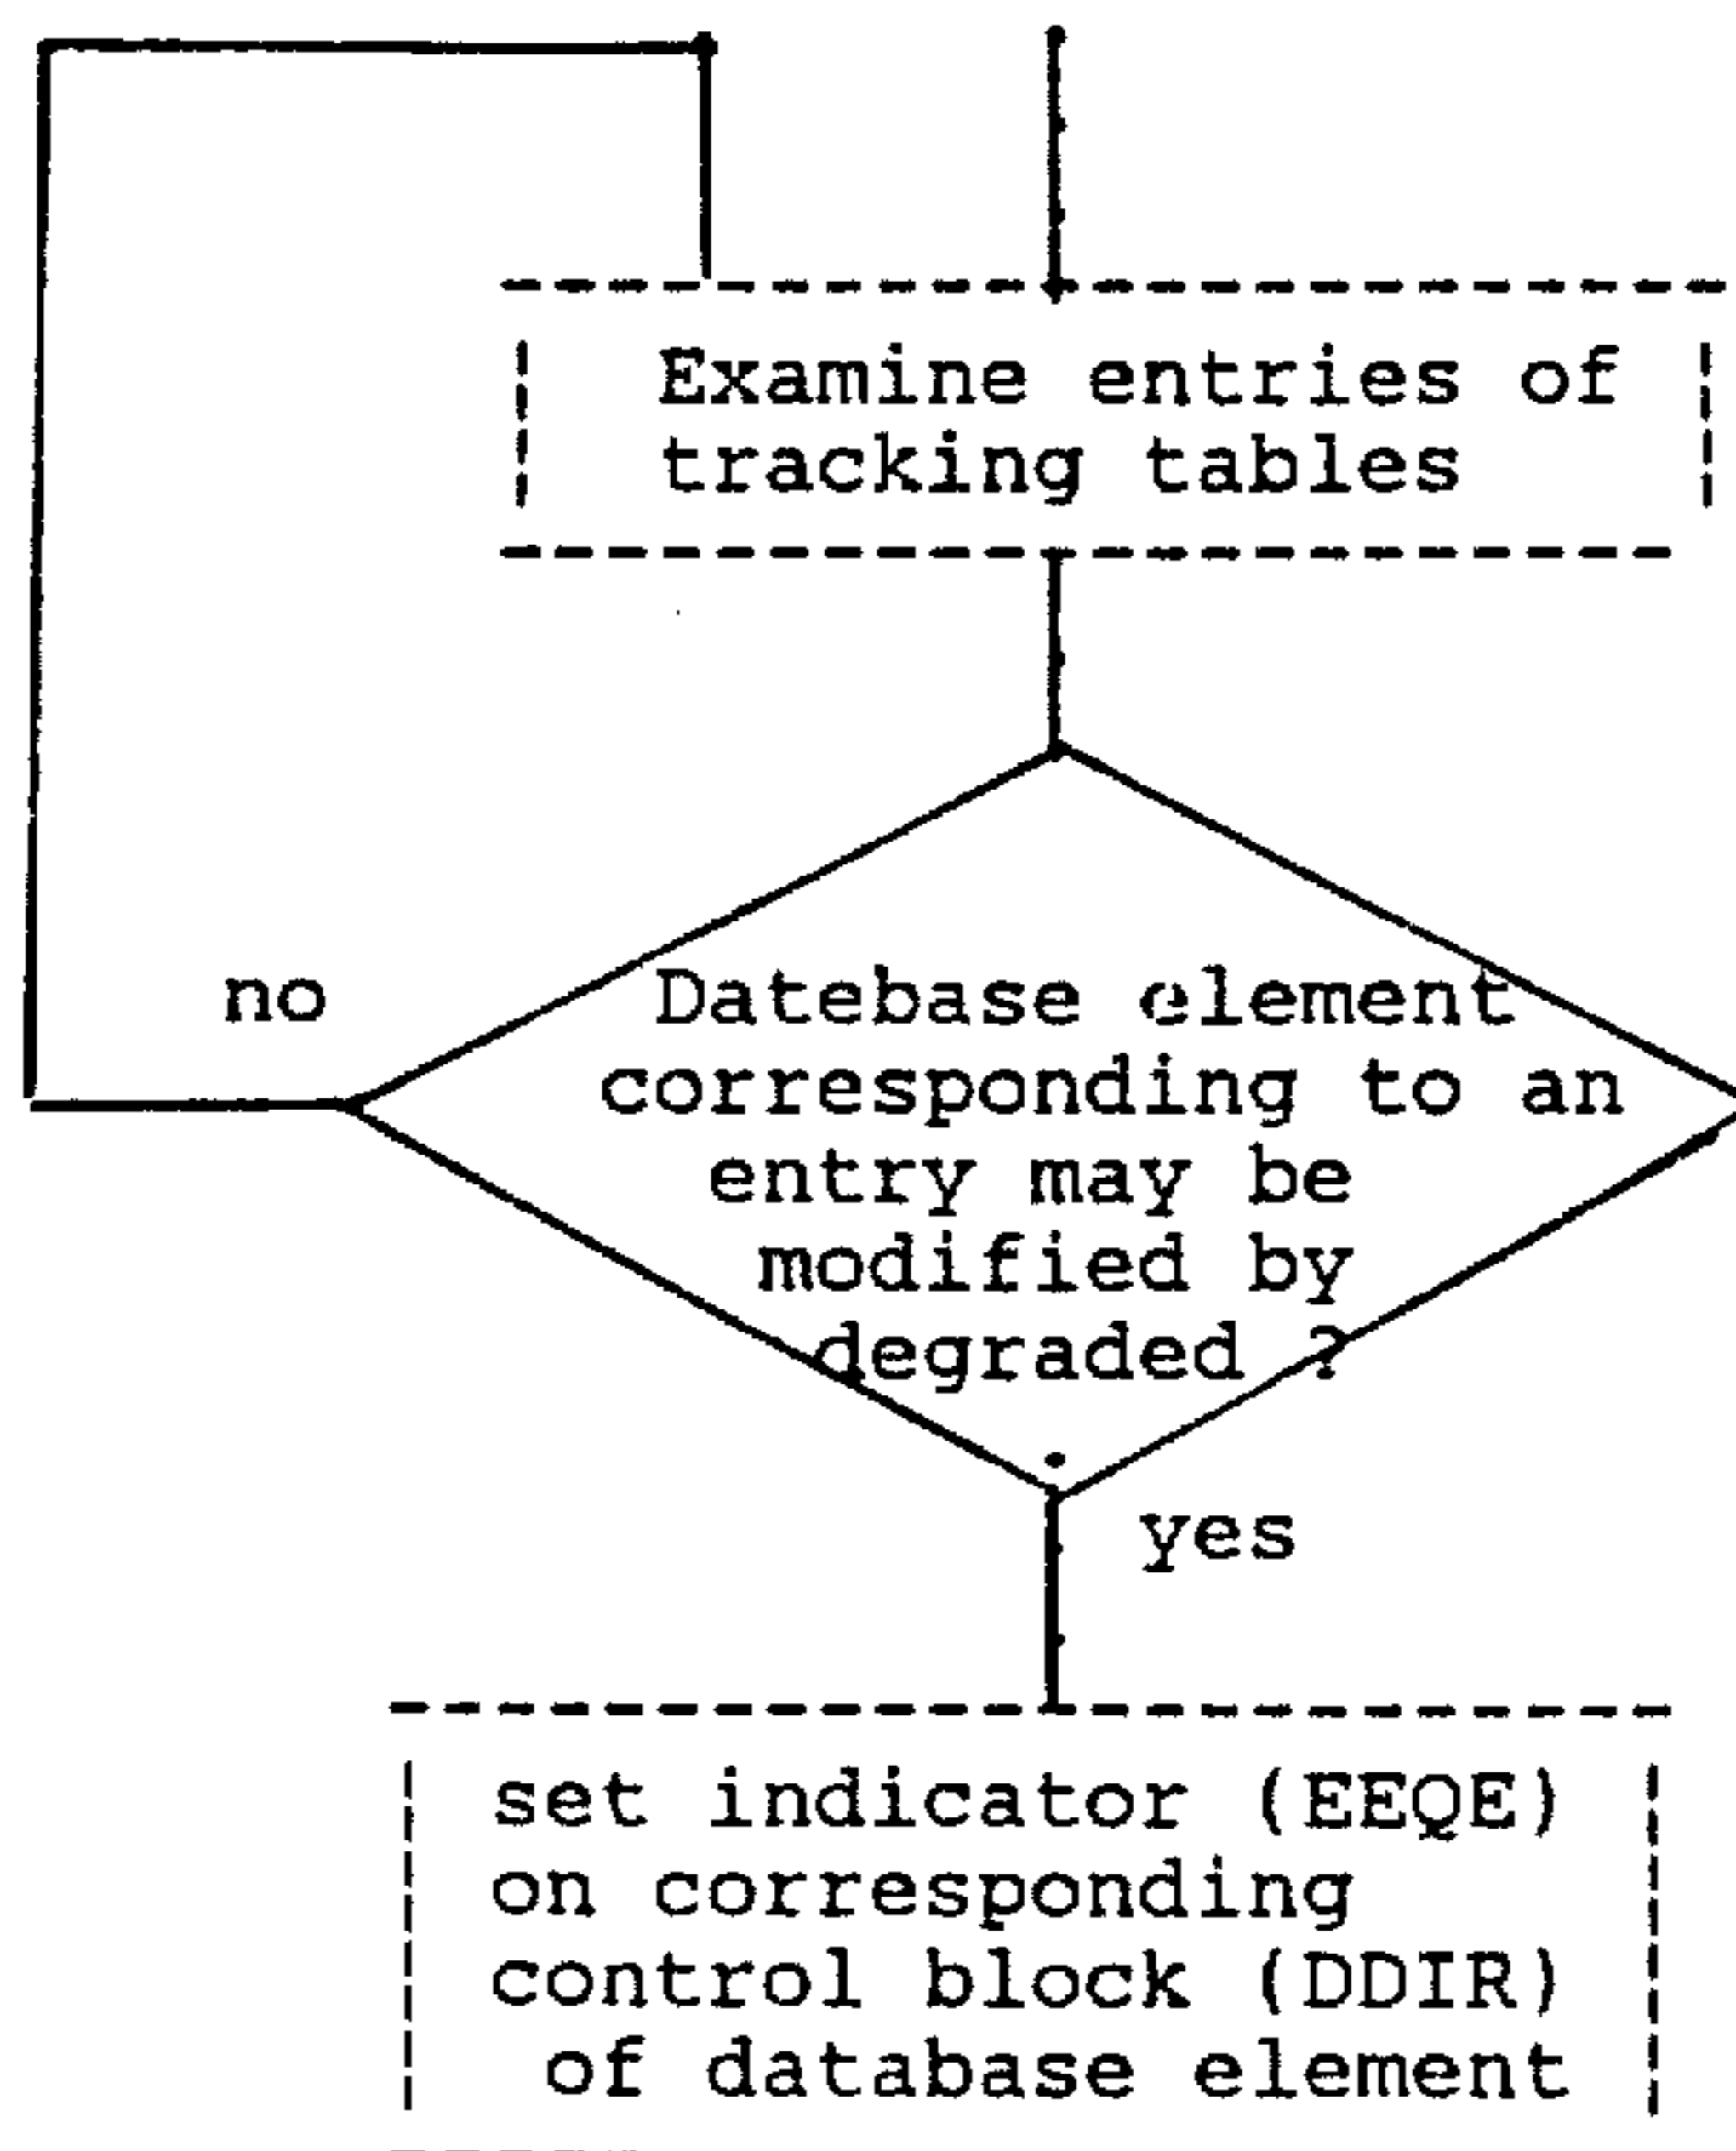 Examine entries of
tracking tables
no
Datebase element
corresponding to an
entry may be
modified by
degraded ?
yes
set indicator (EEQE)
on corresponding
control block (DDIR)
of database element